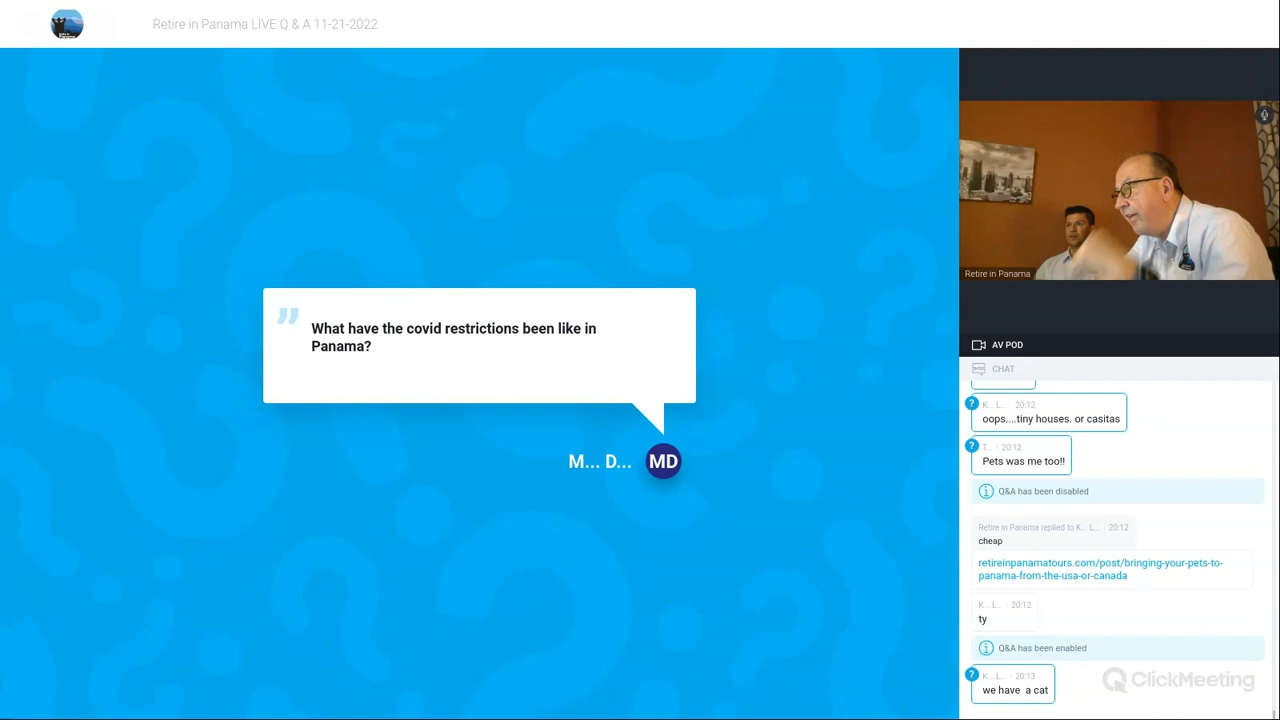 Retire in Panama LIVE Q & A 11-21-2022
What have the covid restrictions been like in
Panama?
M... D...
MD
Retire in Panama
AV POD
CHAT
K... L... · 20:12
oops....tiny houses. or casitas
T... · 20:12
Pets was me too!!
Q&A has been disabled
Retire in Panama replied to K... L... · 20:12
cheap
retireinpanamatours.com/post/bringing-your-pets-to-
panama-from-the-usa-or-canada
K... L... · 20:12
ty
Q&A has been enabled
K... L... · 20:13
we have a cat
ClickMeeting